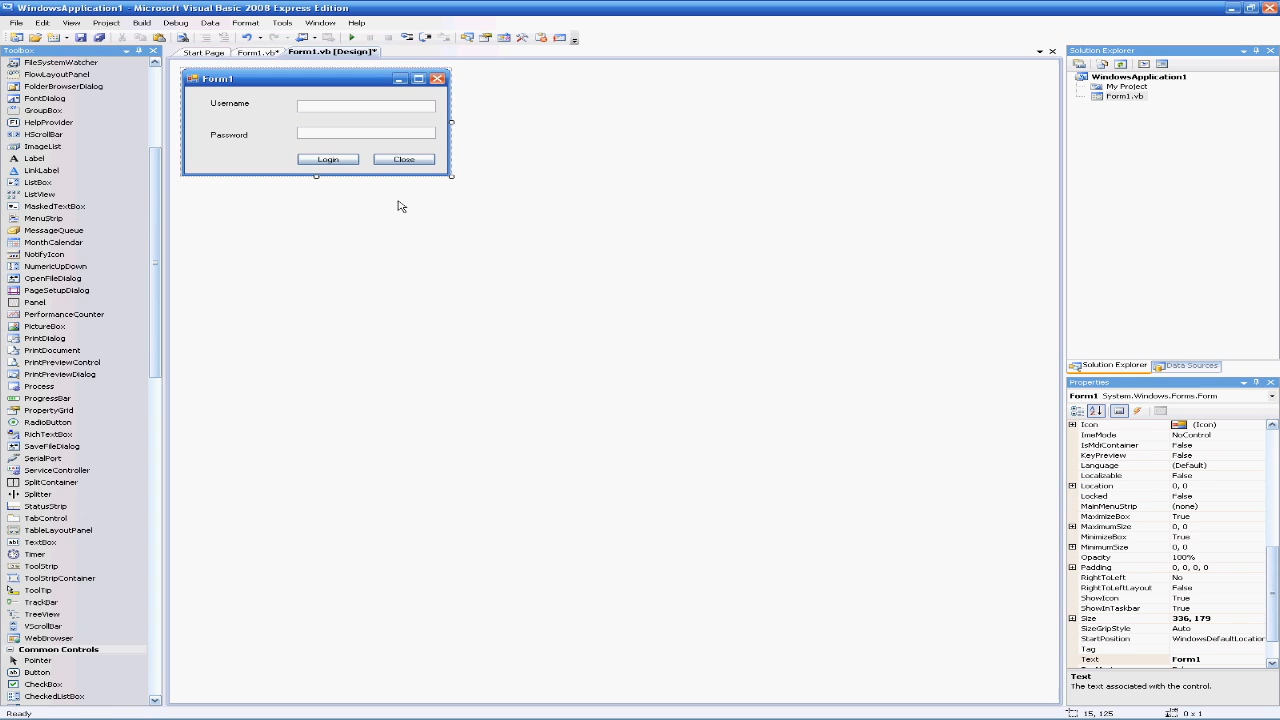 WindowsApplication1 - Microsoft Visual Basic 2008 Express Edition
File Edit View Project Build Debug Data Format Tools Window Help
Toolbox
FileSystemWatcher
FlowLayoutPanel
FolderBrowserDialog
FontDialog
GroupBox
HelpProvider
HScrollBar
ImageList
Label
LinkLabel
ListBox
ListView
MaskedTextBox
MenuStrip
MessageQueue
MonthCalendar
NotifyIcon
NumericUpDown
OpenFileDialog
PageSetupDialog
Panel
PerformanceCounter
PictureBox
PrintDialog
PrintDocument
PrintPreviewControl
PrintPreviewDialog
Process
ProgressBar
PropertyGrid
RadioButton
RichTextBox
SaveFileDialog
SerialPort
ServiceController
SplitContainer
Splitter
StatusStrip
TabControl
TableLayoutPanel
TextBox
Timer
ToolStrip
ToolStripContainer
ToolTip
TrackBar
TreeView
VScrollBar
WebBrowser
Common Controls
Pointer
Button
CheckBox
CheckedListBox
Start Page Form1.vb* Form1.vb [Design]*
Form1
Username
Password
Login Close
Solution Explorer
WindowsApplication1
My Project
Form1.vb
Solution Explorer Data Sources
Properties
Form1 System.Windows.Forms.Form
Icon (Icon)
ImeMode NoControl
IsMdiContainer False
KeyPreview False
Language (Default)
Localizable False
Location 0, 0
Locked False
MainMenuStrip (none)
MaximizeBox True
MaximumSize 0, 0
MinimizeBox True
MinimumSize 0, 0
Opacity 100%
Padding 0, 0, 0, 0
RightToLeft No
RightToLeftLayout False
ShowIcon True
ShowInTaskbar True
Size 336, 179
SizeGripStyle Auto
StartPosition WindowsDefaultLocation
Tag
Text Form1
Text
The text associated with the control.
Ready 15, 125 0 x 1